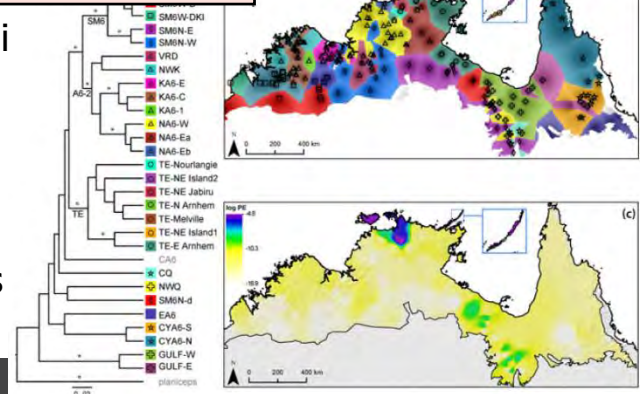 SM6
SM6W-DKI
SM6N-E
SM6N-W
VRD
NWK
KA6-E
A6-2
KA6-C
KA6-1
NA6-W
NA6-Ea
NA6-Eb
TE-Nourlangie
TE-NE Island2
TE-NE Jabiru
TE-N Arnhem
TE
TE-Melville
TE-NE Island1
TE-E Arnhem
CA6
CQ
NWQ
SM6N-d
EA6
CYA6-S
CYA6-N
GULF-W
GULF-E
planiceps
i
s
N
0 200 400 km
(c)
log PE
N
0 200 400 km